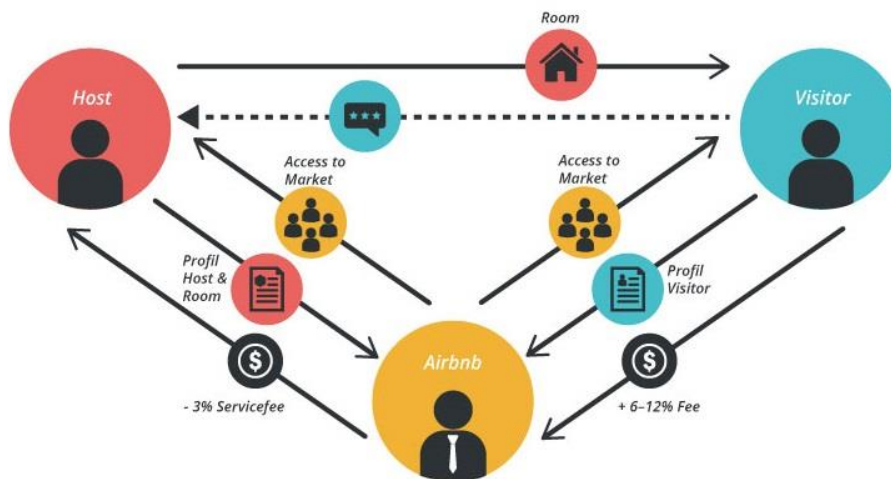 Room
Host
Visitor
Access to
Market
Access to
Market
Profil
Host &
Room
Profil
Visitor
Airbnb
$
$
- 3% Servicefee
+ 6–12% Fee